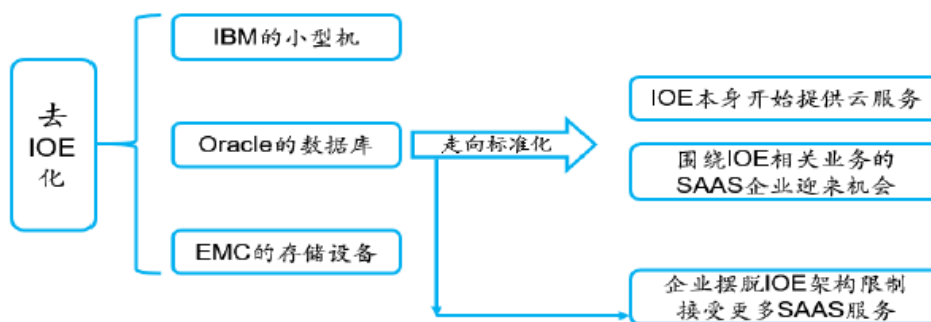 去
IOE
化
IBM的小型机
Oracle的数据库
EMC的存储设备
走向标准化
IOE本身开始提供云服务
围绕IOE相关业务的
SAAS企业迎来机会
企业摆脱IOE架构限制
接受更多SAAS服务